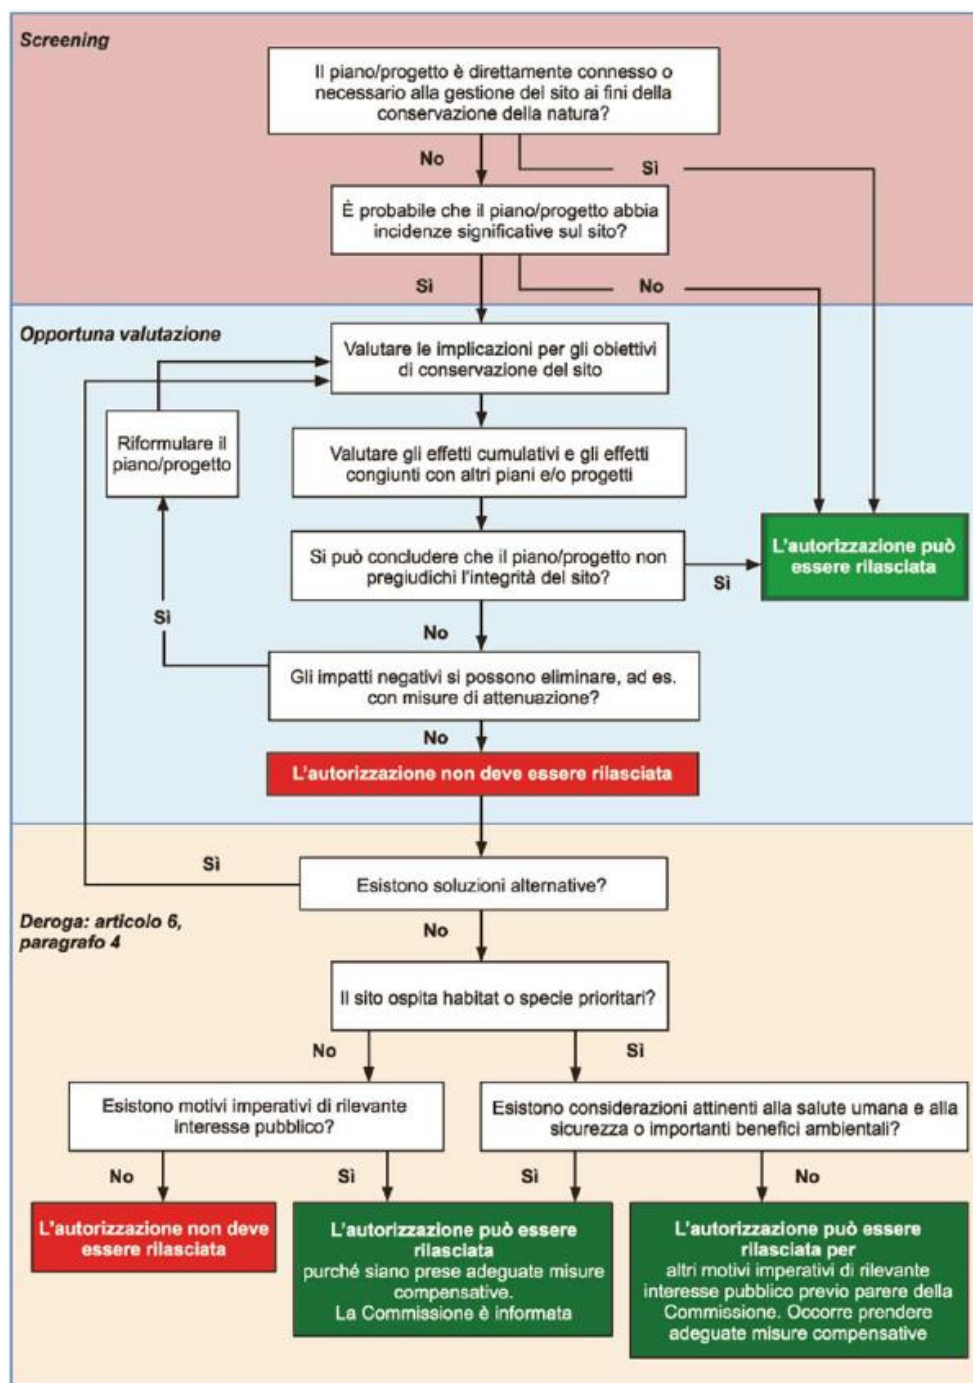 Screening
Il piano/progetto è direttamente connesso o
necessario alla gestione del sito ai fini della
conservazione della natura?
No
Sì
È probabile che il piano/progetto abbia
incidenze significative sul sito?
Sì
No
Opportuna valutazione
Valutare le implicazioni per gli obiettivi
di conservazione del sito
Riformulare il
piano/progetto
Valutare gli effetti cumulativi e gli effetti
congiunti con altri piani e/o progetti
Si può concludere che il piano/progetto non
pregiudichi l'integrità del sito?
Sì
L'autorizzazione può
essere rilasciata
Sì
No
Gli impatti negativi si possono eliminare, ad es.
con misure di attenuazione?
No
L'autorizzazione non deve essere rilasciata
Sì
Esistono soluzioni alternative?
Deroga: articolo 6,
paragrafo 4
No
Il sito ospita habitat o specie prioritari?
No
Sì
Esistono motivi imperativi di rilevante
interesse pubblico?
Esistono considerazioni attinenti alla salute umana e alla
sicurezza o importanti benefici ambientali?
No
Sì
Sì
No
L'autorizzazione non deve
essere rilasciata
L'autorizzazione può essere
rilasciata
purché siano prese adeguate misure
compensative.
La Commissione è informata
L'autorizzazione può essere
rilasciata per
altri motivi imperativi di rilevante
interesse pubblico previo parere della
Commissione. Occorre prendere
adeguate misure compensative